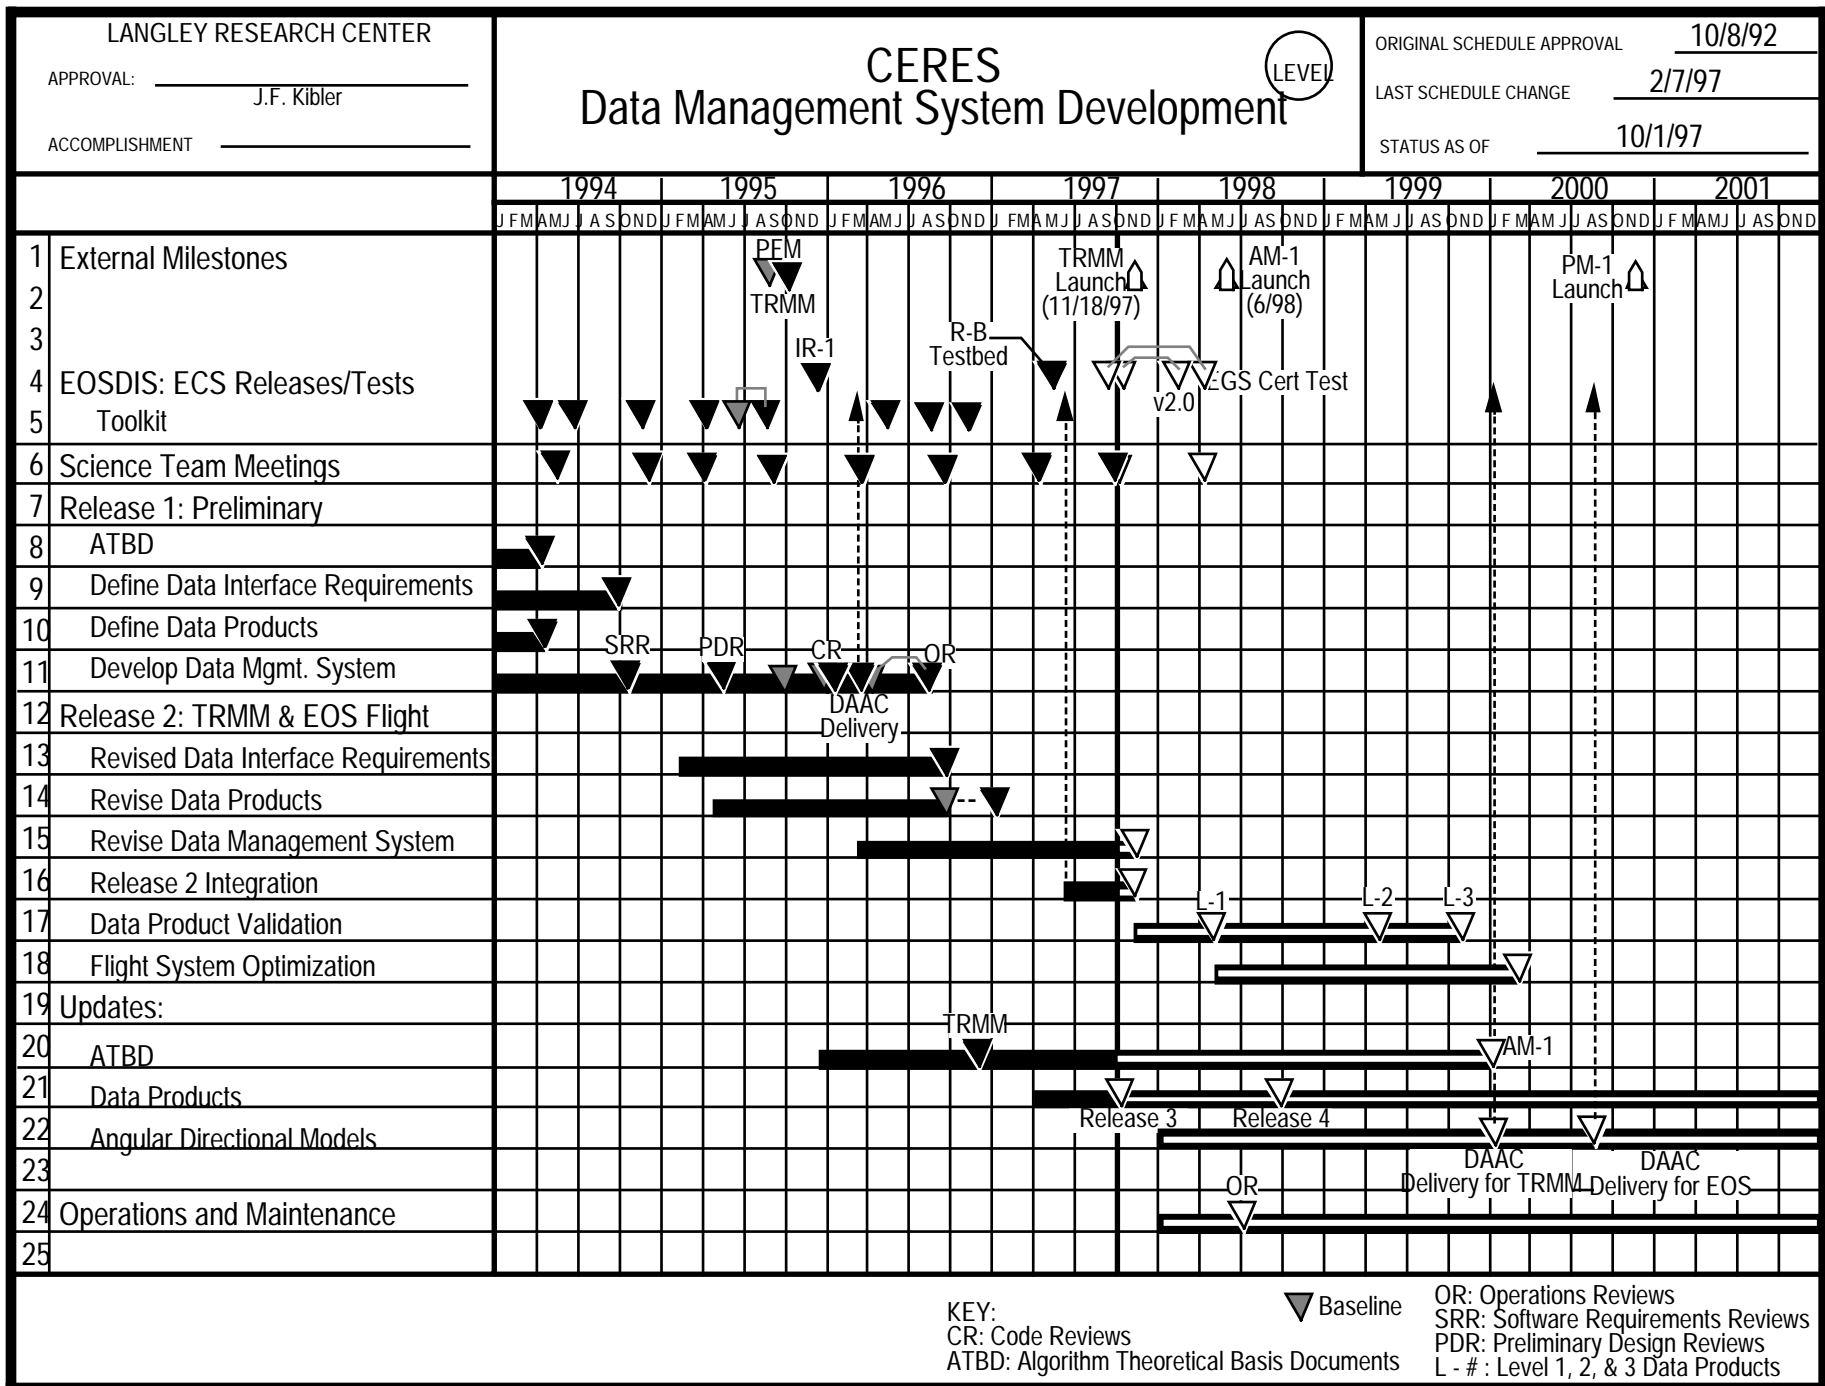 LANGLEY RESEARCH CENTER
APPROVAL:
J.F. Kibler
ACCOMPLISHMENT
CERES
Data Management System Development
LEVEL
ORIGINAL SCHEDULE APPROVAL 10/8/92
LAST SCHEDULE CHANGE 2/7/97
STATUS AS OF 10/1/97
1994 1995 1996 1997 1998 1999 2000 2001
J F M A M J J A S O N D J F M A M J J A S O N D J F M A M J J A S O N D J F M A M J J A S O N D J F M A M J J A S O N D J F M A M J J A S O N D J F M A M J J A S O N D J F M A M J J A S O N D
1 External Milestones
PEM
TRMM
TRMM
Launch
(11/18/97)
AM-1
Launch
(6/98)
PM-1
Launch
2
3
IR-1
R-B
Testbed
4 EOSDIS: ECS Releases/Tests
EGS Cert Test
v2.0
5 Toolkit
6 Science Team Meetings
7 Release 1: Preliminary
8 ATBD
9 Define Data Interface Requirements
10 Define Data Products
SRR PDR CR OR
11 Develop Data Mgmt. System
DAAC
Delivery
12 Release 2: TRMM & EOS Flight
13 Revised Data Interface Requirements
14 Revise Data Products
--
15 Revise Data Management System
16 Release 2 Integration
L-1 L-2 L-3
17 Data Product Validation
18 Flight System Optimization
19 Updates:
TRMM
20 ATBD
AM-1
21 Data Products
Release 3 Release 4
22 Angular Directional Models
DAAC
Delivery for TRMM
DAAC
Delivery for EOS
23
OR
24 Operations and Maintenance
25
KEY:
CR: Code Reviews
ATBD: Algorithm Theoretical Basis Documents
Baseline
OR: Operations Reviews
SRR: Software Requirements Reviews
PDR: Preliminary Design Reviews
L - # : Level 1, 2, & 3 Data Products